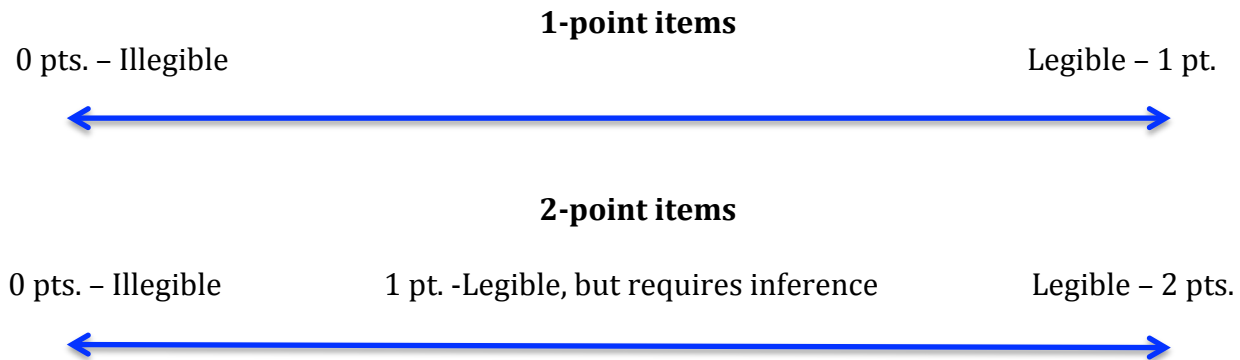 1-point items
0 pts. – Illegible Legible – 1 pt.
2-point items
0 pts. – Illegible 1 pt. -Legible, but requires inference Legible – 2 pts.